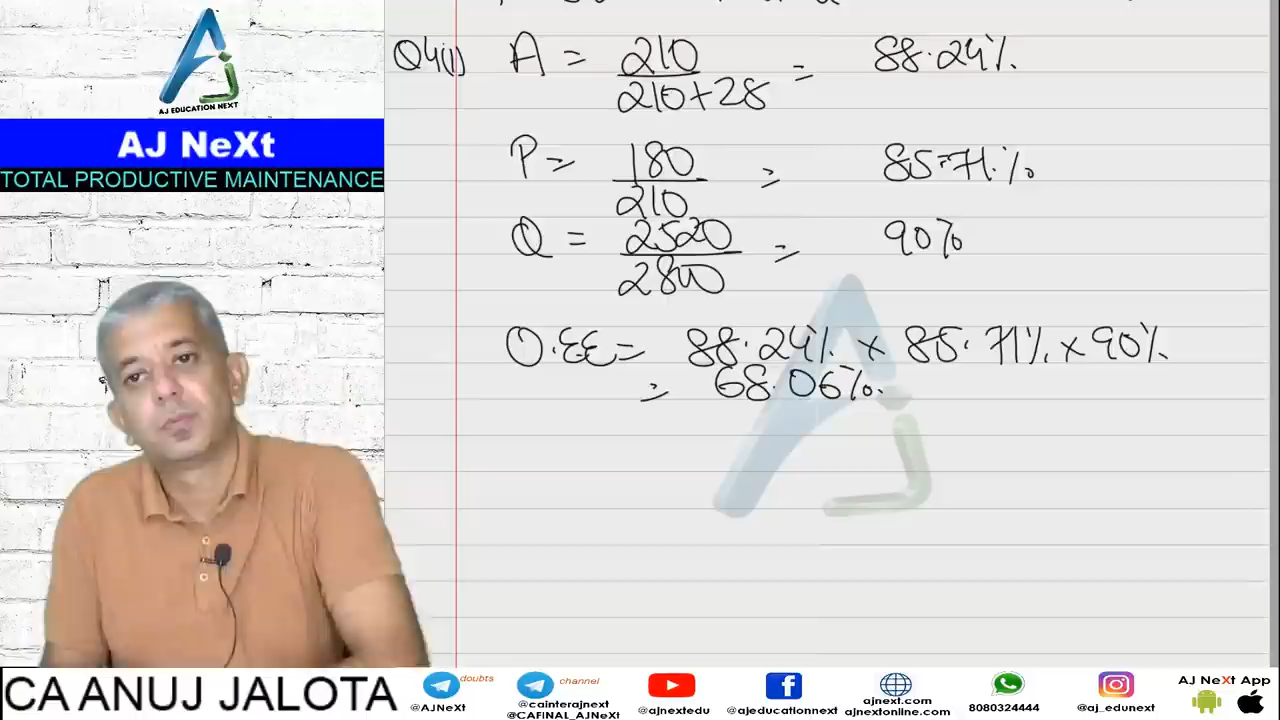 AJ EDUCATION NEXT
AJ NeXt
TOTAL PRODUCTIVE MAINTENANCE
Q4(i) A = 210 / 210+28 = 88.24%
P = 180 / 210 = 85.71%
Q = 2520 / 2800 = 90%
O.EE = 88.24% x 85.71% x 90%
= 68.06%.
CA ANUJ JALOTA
doubts
@AJNeXt
channel
@cainterajnext
@CAFINAL_AJNeXt
@ajnextedu
@ajeducationnext
ajnext.com
ajnextonline.com
8080324444
@aj_edunext
AJ NeXt App